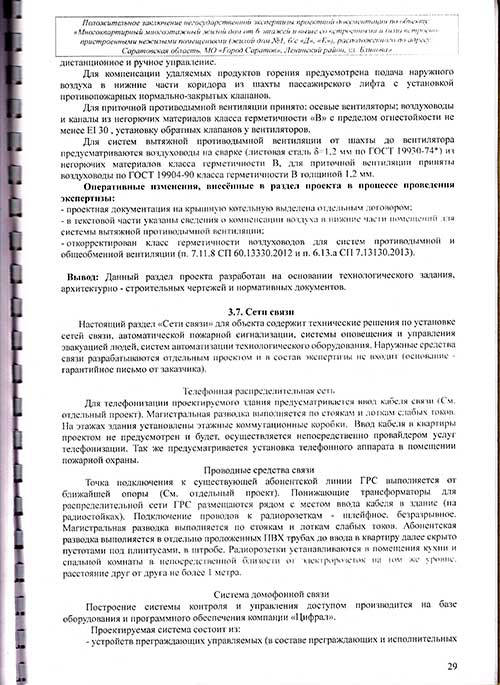 Положительное заключение негосударственной экспертизы проектной документации по объекту:
«Многоквартирный многоэтажный жилой дом от 6 этажей и выше со встроенными и (или) встроено-
пристроенными нежилыми помещениями (жилой дом №1, б/с «Д», «Е»), расположенного по адресу:
Саратовская область, МО «Город Саратов», Ленинский район, ул. Блинова»
дистанционное и ручное управление.
Для компенсации удаляемых продуктов горения предусмотрена подача наружного
воздуха в нижние части коридора из шахты пассажирского лифта с установкой
противопожарных нормально-закрытых клапанов.
Для приточной противодымной вентиляции принято: осевые вентиляторы; воздуховоды
и каналы из негорючих материалов класса герметичности «В» с пределом огнестойкости не
менее EI 30 , установку обратных клапанов у вентиляторов.
Для систем вытяжной противодымной вентиляции от шахты до вентилятора
предусматриваются воздуховоды на сварке (листовая сталь δ=1,2 мм по ГОСТ 19930-74*) из
негорючих материалов класса герметичности В, для приточной вентиляции приняты
воздуховоды по ГОСТ 19904-90 класса герметичности В толщиной 1,2 мм.
Оперативные изменения, внесённые в раздел проекта в процессе проведения
экспертизы:
- проектная документация на крышную котельную выделена отдельным договором;
- в текстовой части указаны сведения о компенсации воздуха в нижние части помещений для
системы вытяжной противодымной вентиляции;
- откорректирован класс герметичности воздуховодов для систем противодымной и
общеобменной вентиляции (п. 7.11.8 СП 60.13330.2012 и п. 6.13.а СП 7.13130.2013).
Вывод: Данный раздел проекта разработан на основании технологического задания,
архитектурно - строительных чертежей и нормативных документов.
3.7. Сети связи
Настоящий раздел «Сети связи» для объекта содержит технические решения по установке
сетей связи, автоматической пожарной сигнализации, системы оповещения и управления
эвакуацией людей, систем автоматизации технологического оборудования. Наружные средства
связи разрабатываются отдельным проектом и в состав экспертизы не входит (основание -
гарантийное письмо от заказчика).
Телефонная распределительная сеть
Для телефонизации проектируемого здания предусматривается ввод кабеля связи (См.
отдельный проект). Магистральная разводка выполняется по стоякам и лоткам слабых токов.
На этажах здания установлены этажные коммутационные коробки. Ввод кабеля в квартиры
проектом не предусмотрен и будет, осуществляется непосредственно провайдером услуг
телефонизации. Так же предусматривается установка телефонного аппарата в помещении
пожарной охраны.
Проводные средства связи
Точка подключения к существующей абонентской линии ГРС выполняется от
ближайшей опоры (См. отдельный проект). Понижающие трансформаторы для
распределительной сети ГРС размещаются рядом с местом ввода кабеля в здание (на
радиостойках). Подключение проводов к радиорозеткам - шлейфное, безразрывное.
Магистральная разводка выполняется по стоякам и лоткам слабых токов. Абонентская
разводка выполняется в отдельно проложенных ПВХ трубах до ввода в квартиру далее скрыто
пустотами под плинтусами, в штробе. Радиорозетки устанавливаются в помещения кухни и
спальной комнаты в непосредственной близости от электророзеток на том же уровне,
расстояние друг от друга не более 1 метра.
Система домофонной связи
Построение системы контроля и управления доступом производится на базе
оборудования и программного обеспечения компании «Цифрал».
Проектируемая система состоит из:
- устройств преграждающих управляемых (в составе преграждающих и исполнительных
29